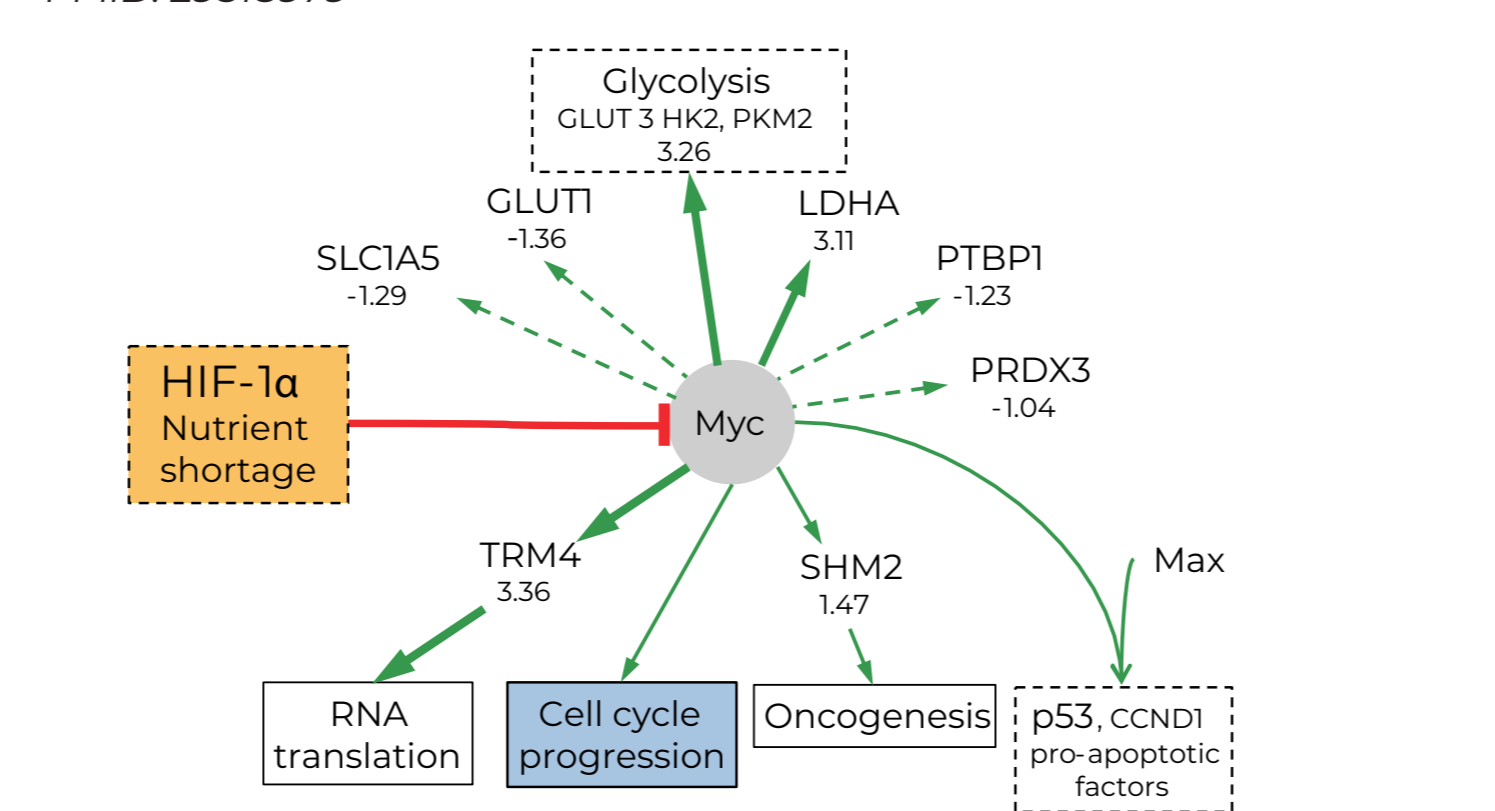 Glycolysis
GLUT 3 HK2, PKM2
3.26
GLUT1
-1.36
LDHA
3.11
SLC1A5
-1.29
PTBP1
-1.23
HIF-1α
Nutrient
shortage
Myc
PRDX3
-1.04
TRM4
3.36
SHM2
1.47
Max
RNA
translation
Cell cycle
progression
Oncogenesis
p53, CCND1
pro-apoptotic
factors